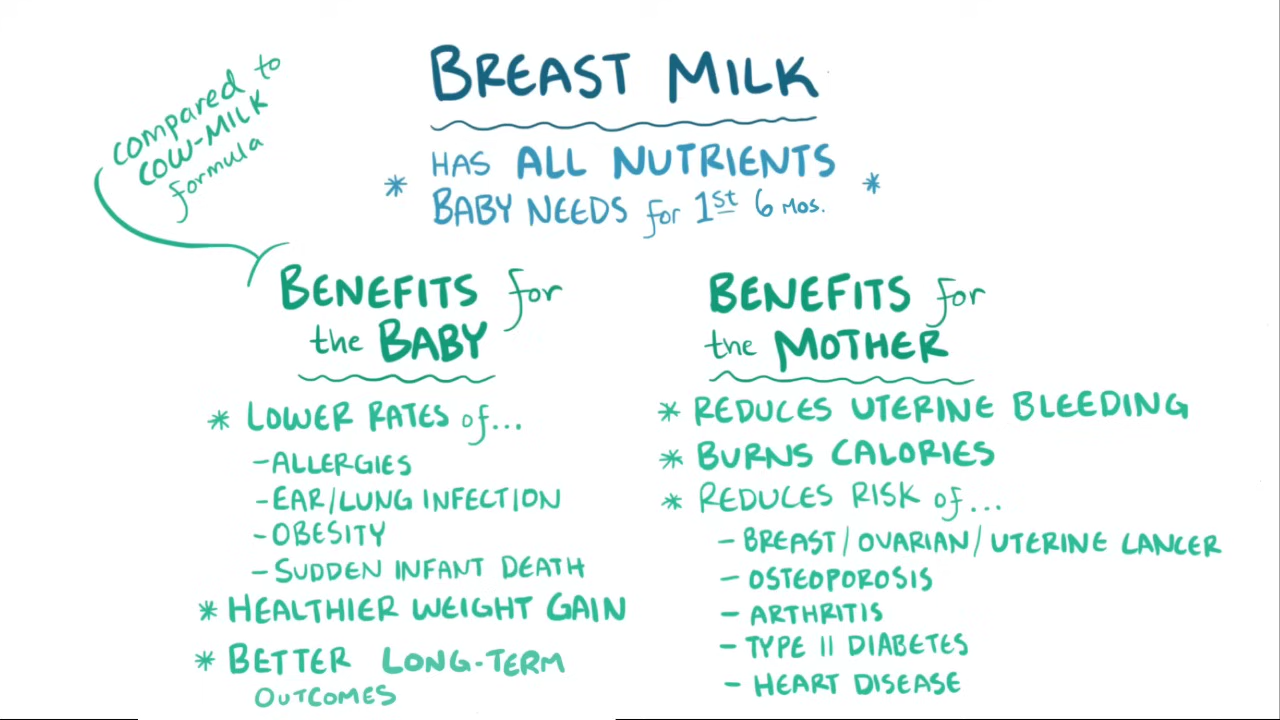 compared to
COW-MILK
formula
BREAST MILK
* HAS ALL NUTRIENTS *
BABY NEEDS for 1st 6 MOS.
BENEFITS for
the BABY
* LOWER RATES of...
- ALLERGIES
- EAR/LUNG INFECTION
- OBESITY
- SUDDEN INFANT DEATH
* HEALTHIER WEIGHT GAIN
* BETTER LONG-TERM
OUTCOMES
BENEFITS for
the MOTHER
* REDUCES UTERINE BLEEDING
* BURNS CALORIES
* REDUCES RISK of...
- BREAST/OVARIAN/UTERINE CANCER
- OSTEOPOROSIS
- ARTHRITIS
- TYPE II DIABETES
- HEART DISEASE